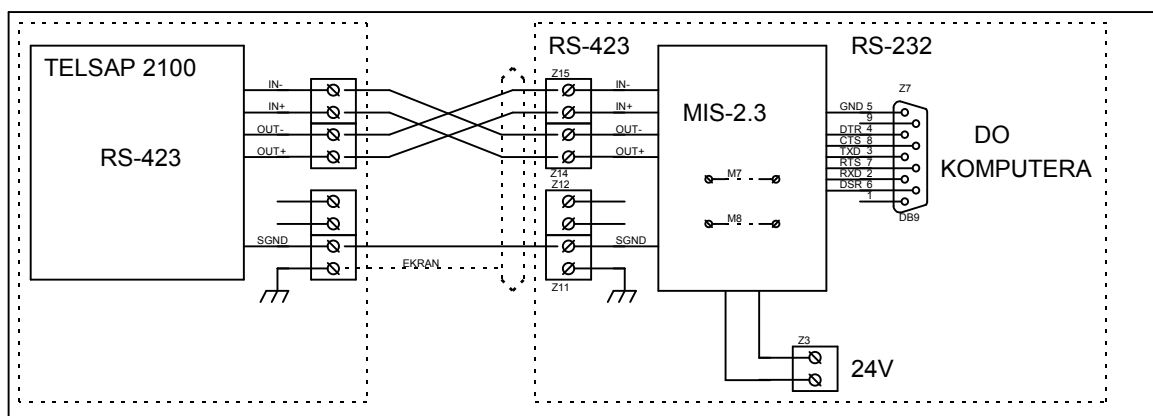 TELSAP 2100
RS-423
IN-
IN+
OUT-
OUT+
SGND
EKRAN
RS-423
Z15
IN-
IN+
OUT-
OUT+
Z14
Z12
SGND
Z11
MIS-2.3
M7
M8
RS-232
Z7
GND 5
9
DTR 4
CTS 8
TXD 3
RTS 7
RXD 2
DSR 6
1
DB9
DO
KOMPUTERA
Z3
24V